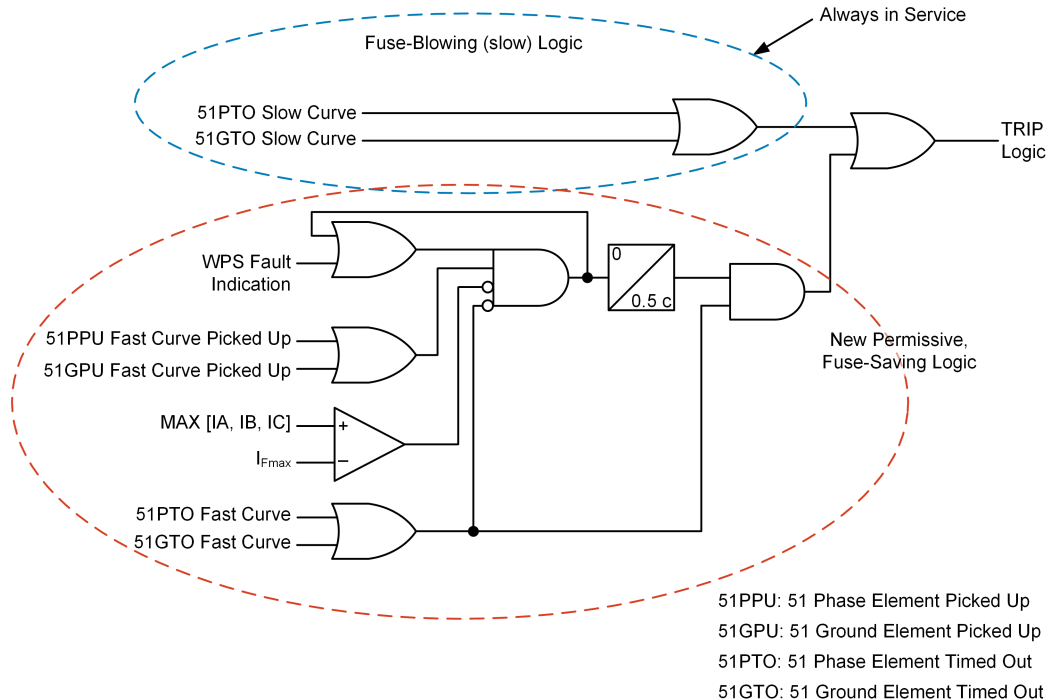 Always in Service
Fuse-Blowing (slow) Logic
51PTO Slow Curve
51GTO Slow Curve
TRIP
Logic
WPS Fault
Indication
0
0.5 c
51PPU Fast Curve Picked Up
51GPU Fast Curve Picked Up
New Permissive,
Fuse-Saving Logic
MAX [IA, IB, IC]
+
IFmax
–
51PTO Fast Curve
51GTO Fast Curve
51PPU: 51 Phase Element Picked Up
51GPU: 51 Ground Element Picked Up
51PTO: 51 Phase Element Timed Out
51GTO: 51 Ground Element Timed Out